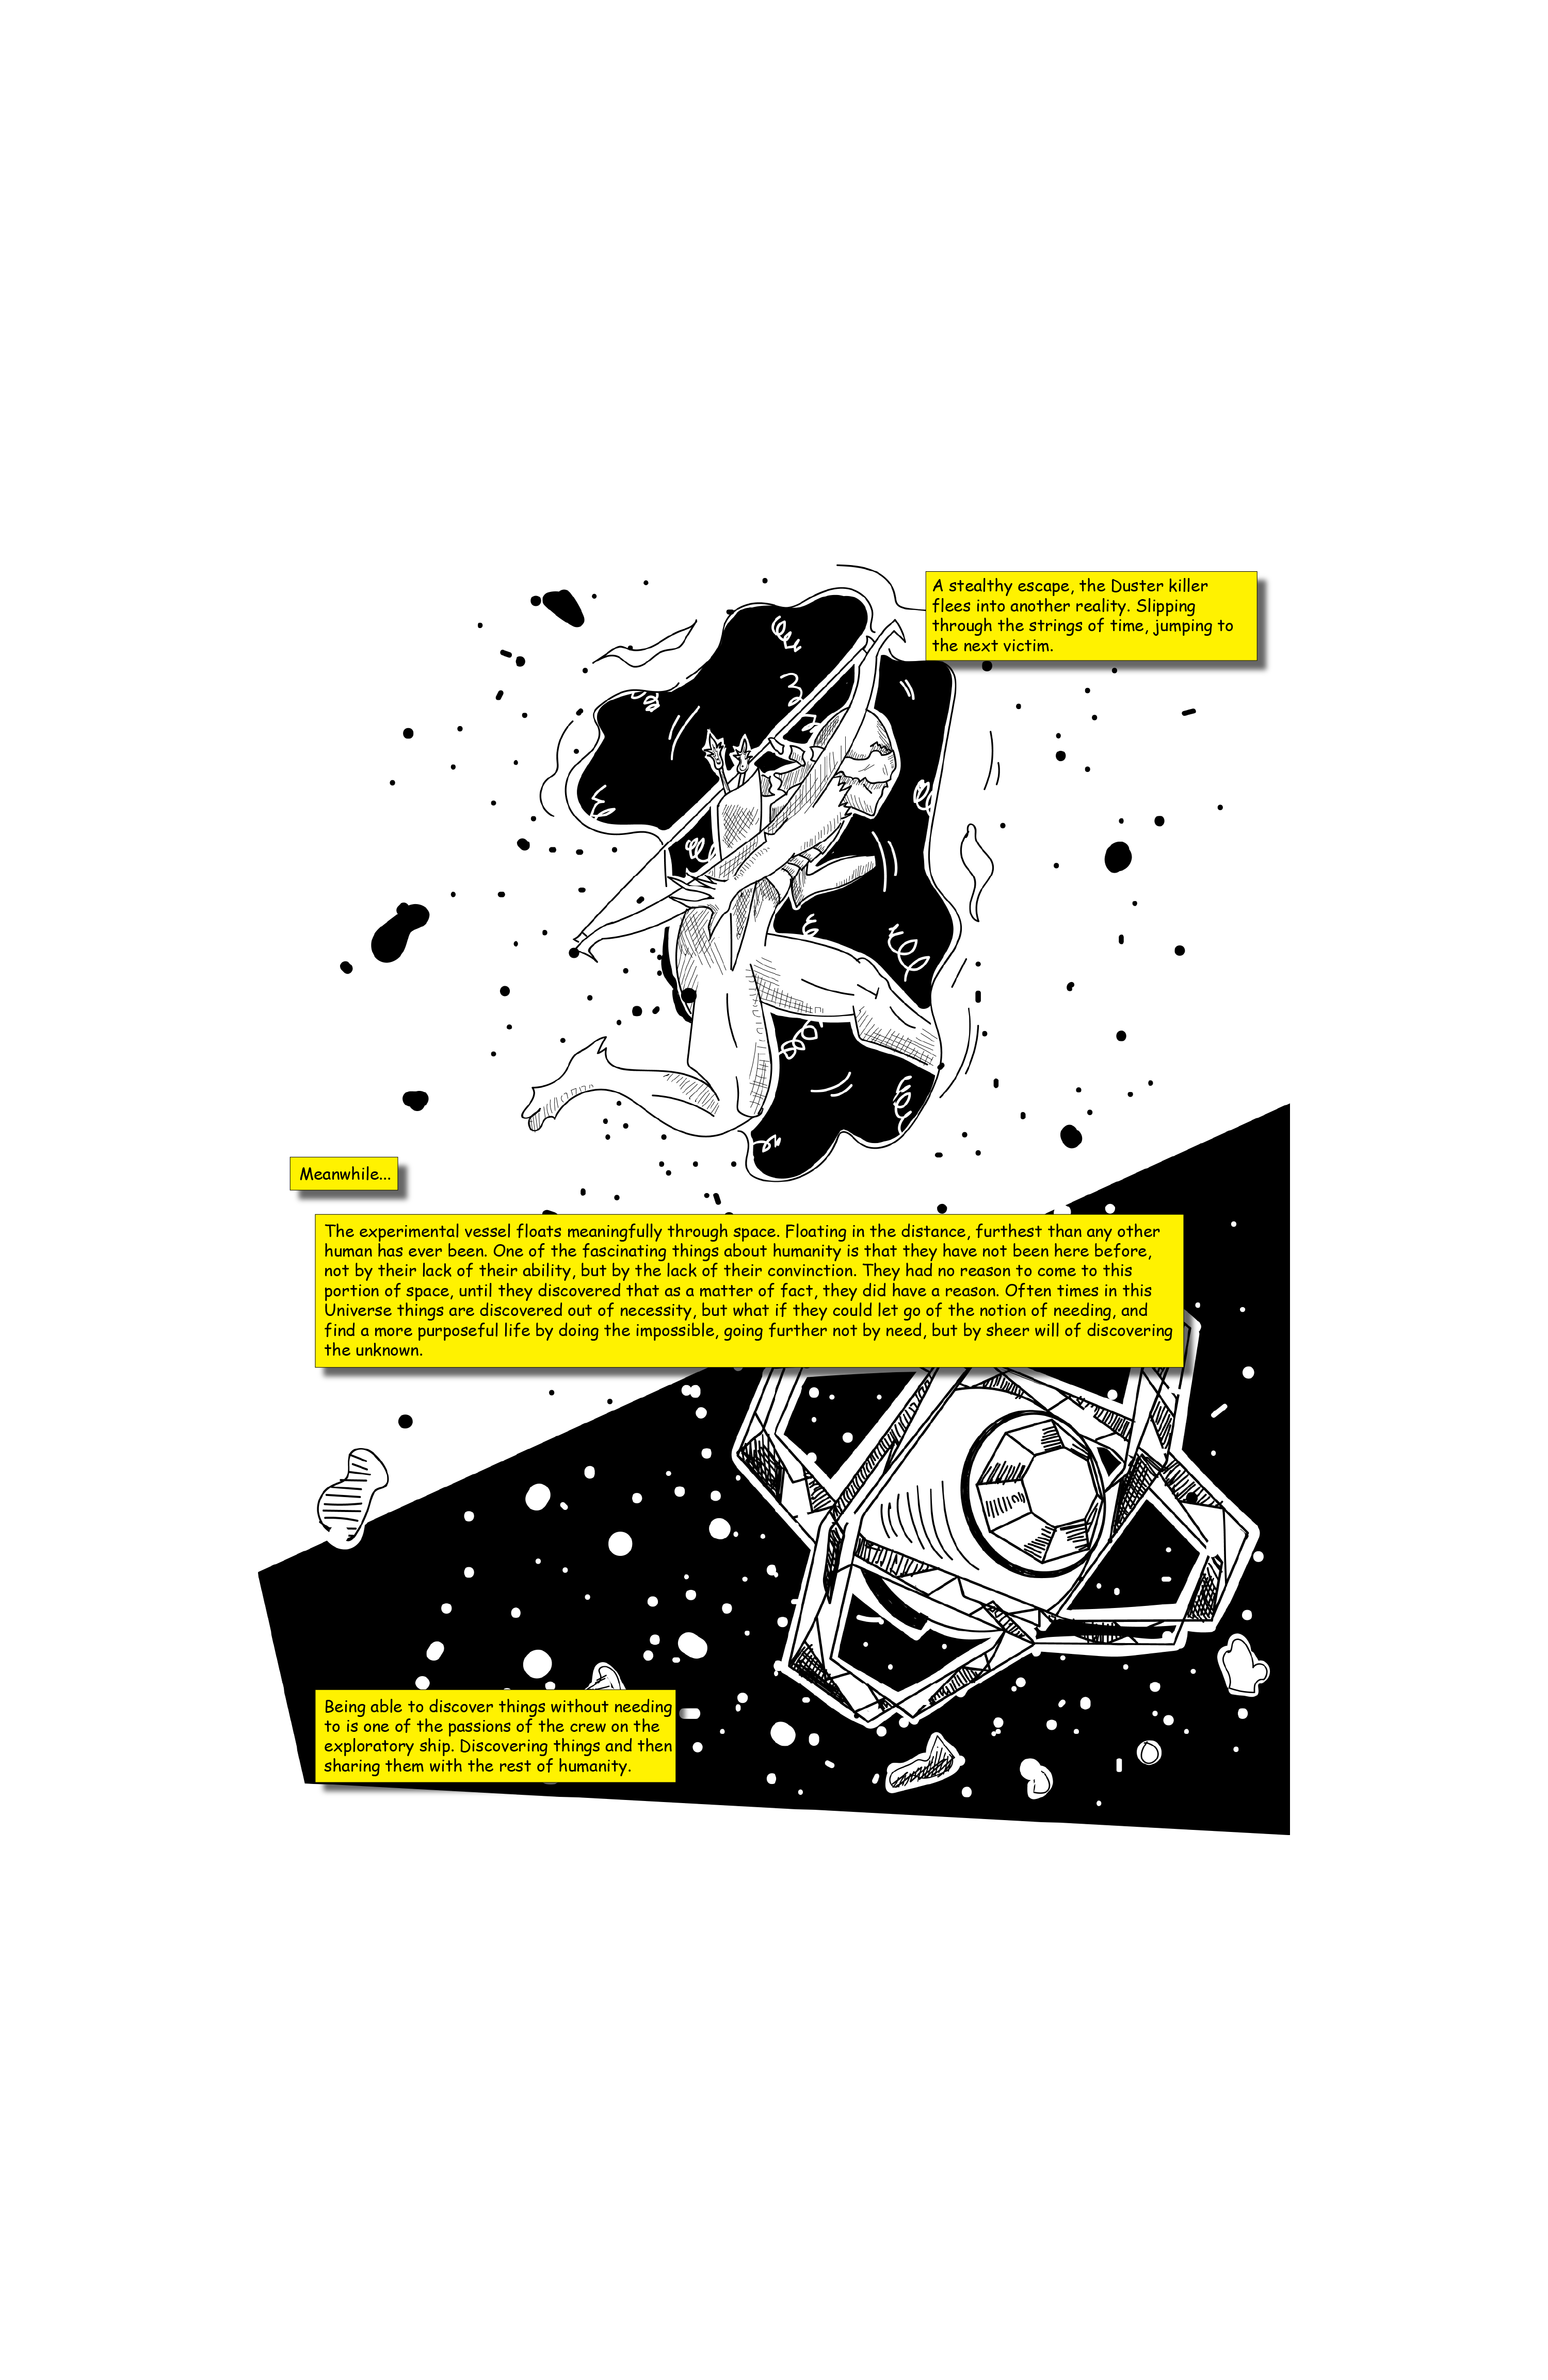 A stealthy escape, the Duster killer
flees into another reality. Slipping
through the strings of time, jumping to
the next victim.
Meanwhile...
The experimental vessel floats meaningfully through space. Floating in the distance, furthest than any other
human has ever been. One of the fascinating things about humanity is that they have not been here before,
not by their lack of their ability, but by the lack of their convinction. They had no reason to come to this
portion of space, until they discovered that as a matter of fact, they did have a reason. Often times in this
Universe things are discovered out of necessity, but what if they could let go of the notion of needing, and
find a more purposeful life by doing the impossible, going further not by need, but by sheer will of discovering
the unknown.
Being able to discover things without needing
to is one of the passions of the crew on the
exploratory ship. Discovering things and then
sharing them with the rest of humanity.